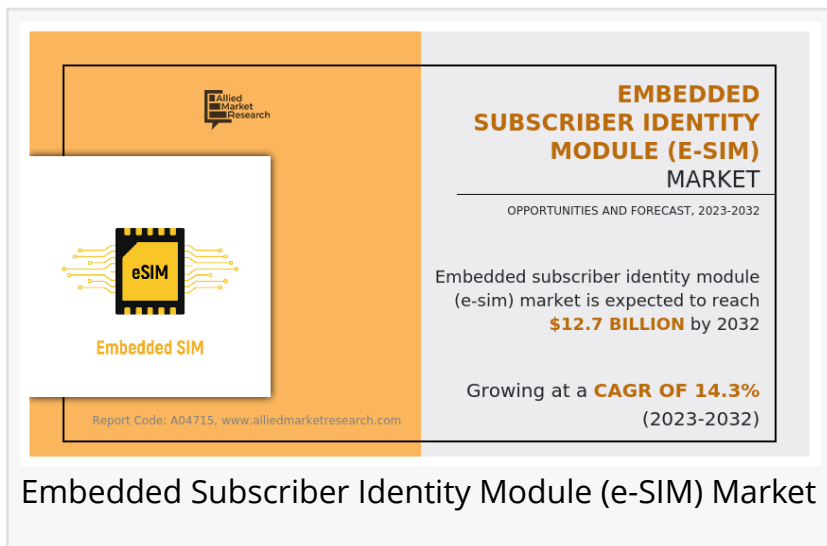 Allied
Market
Research
EMBEDDED
SUBSCRIBER IDENTITY
MODULE (E-SIM)
MARKET
OPPORTUNITIES AND FORECAST, 2023-2032
eSIM
Embedded SIM
Embedded subscriber identity module
(e-sim) market is expected to reach
$12.7 BILLION by 2032
Growing at a CAGR OF 14.3%
(2023-2032)
Report Code: A04715, www.alliedmarketresearch.com
Embedded Subscriber Identity Module (e-SIM) Market